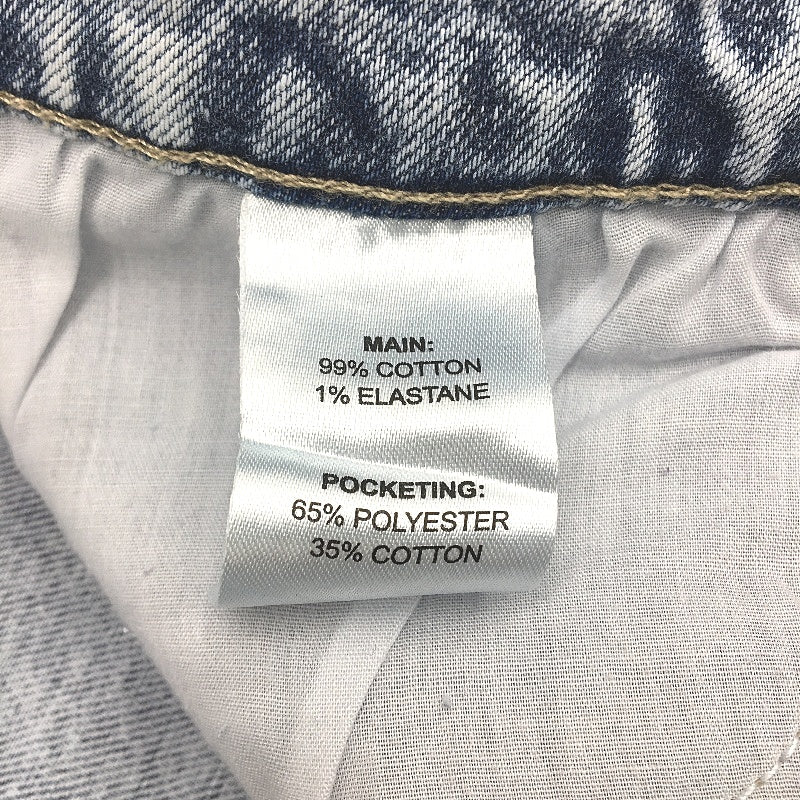 MAIN:
99% COTTON
1% ELASTANE
POCKETING:
65% POLYESTER
35% COTTON